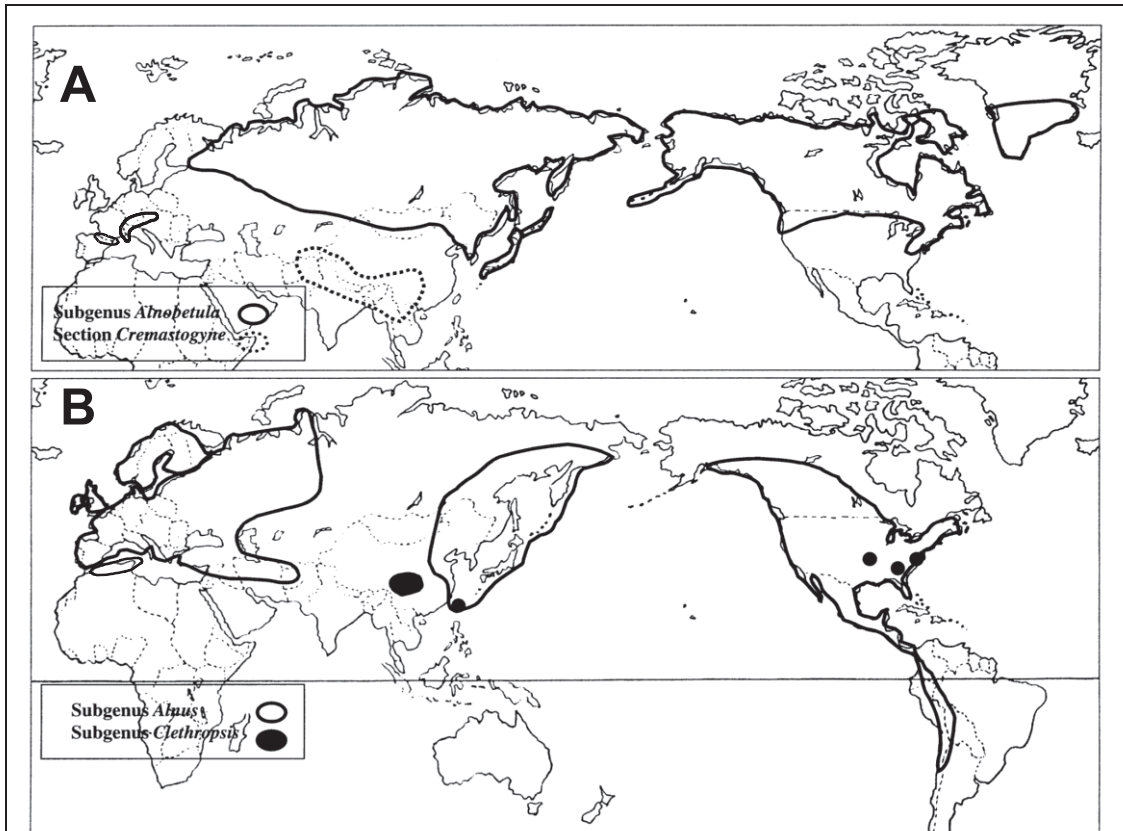 A
Subgenus Alnobetula
Section Cremastogyne
B
Subgenus Alnus
Subgenus Clethropsis